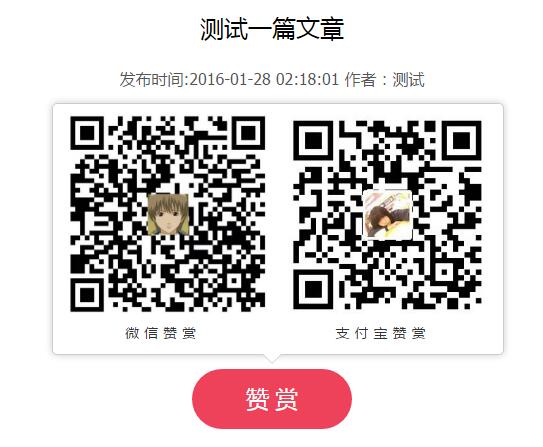 测试一篇文章
发布时间:2016-01-28 02:18:01 作者：测试
微信赞赏
支付宝赞赏
赞赏